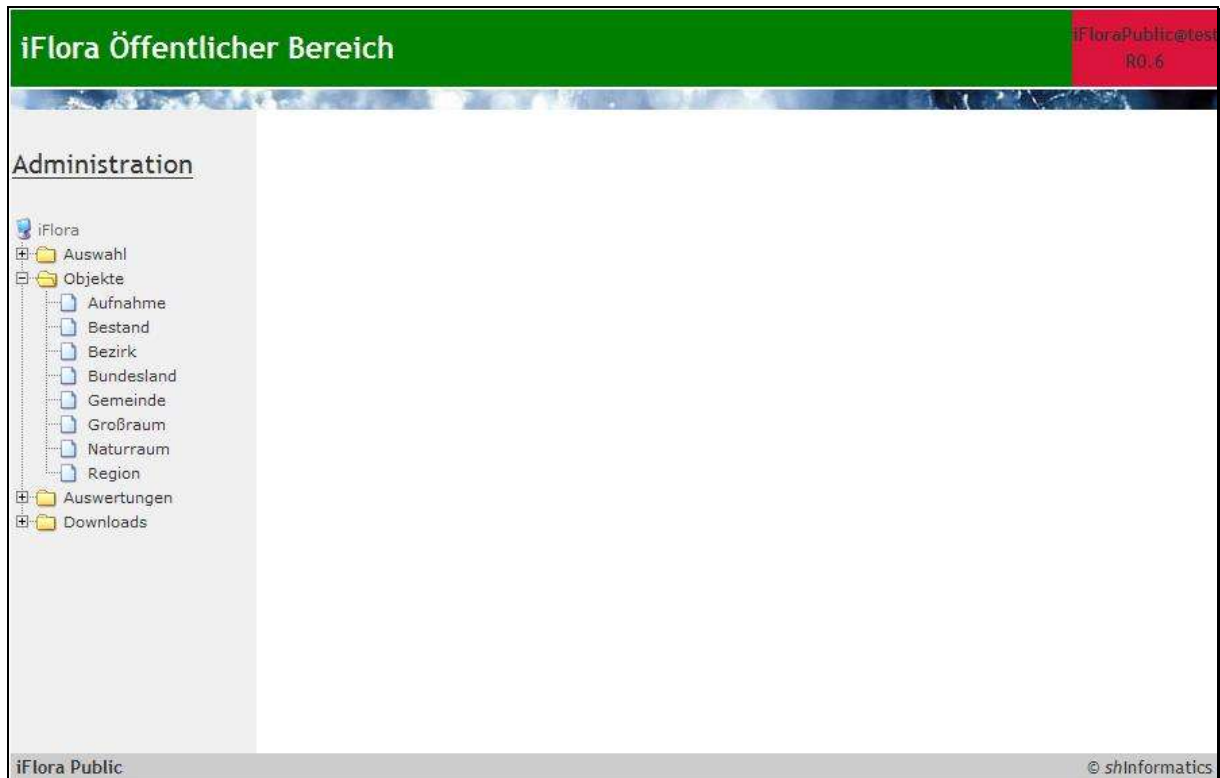 iFlora Öffentlicher Bereich
iFloraPublic@test
R0.6
Administration
iFlora
Auswahl
Objekte
Aufnahme
Bestand
Bezirk
Bundesland
Gemeinde
Großraum
Naturraum
Region
Auswertungen
Downloads
iFlora Public
© shInformatics